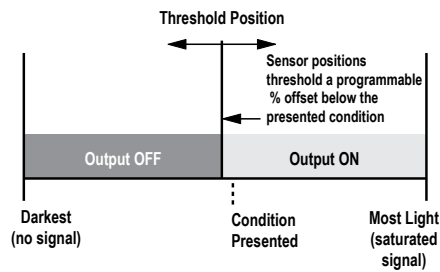 Threshold Position
Sensor positions
threshold a programmable
% offset below the
presented condition
Output OFF
Output ON
Darkest
(no signal)
Condition
Presented
Most Light
(saturated
signal)